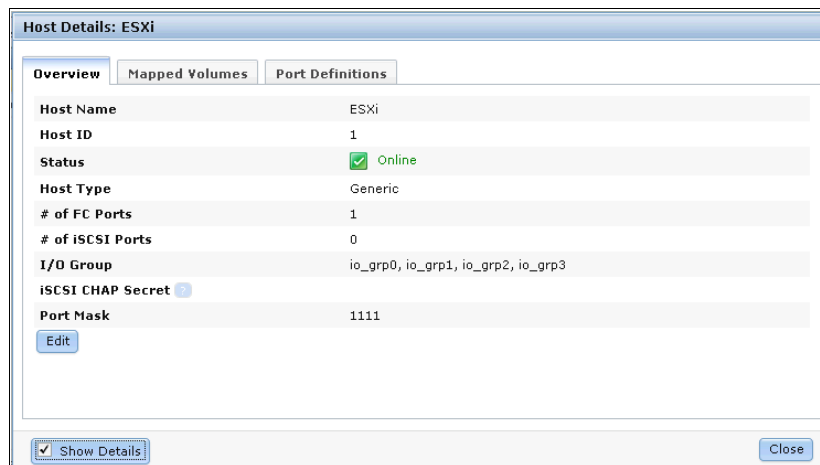 Host Details: ESXi
Overview Mapped Volumes Port Definitions
Host Name ESXi
Host ID 1
Status Online
Host Type Generic
# of FC Ports 1
# of iSCSI Ports 0
I/O Group io_grp0, io_grp1, io_grp2, io_grp3
iSCSI CHAP Secret ?
Port Mask 1111
Edit
Show Details Close